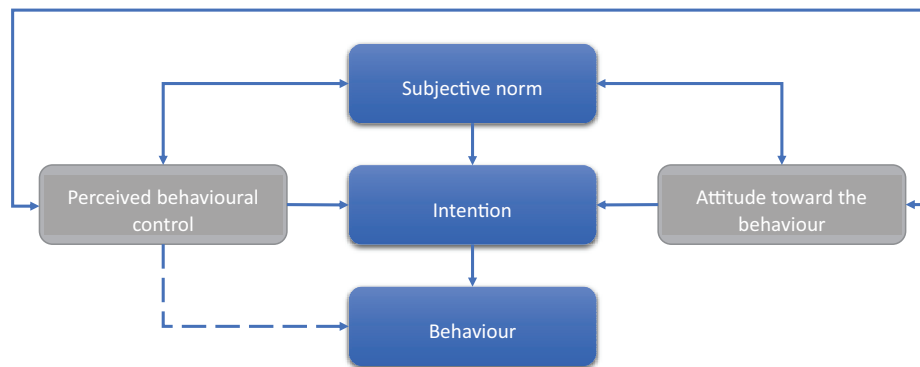 Subjective norm
Perceived behavioural
control
Intention
Attitude toward the
behaviour
Behaviour